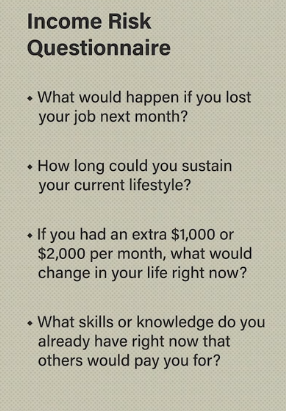 Income Risk
Questionnaire
• What would happen if you lost
your job next month?
• How long could you sustain
your current lifestyle?
• If you had an extra $1,000 or
$2,000 per month, what would
change in your life right now?
• What skills or knowledge do you
already have right now that
others would pay you for?